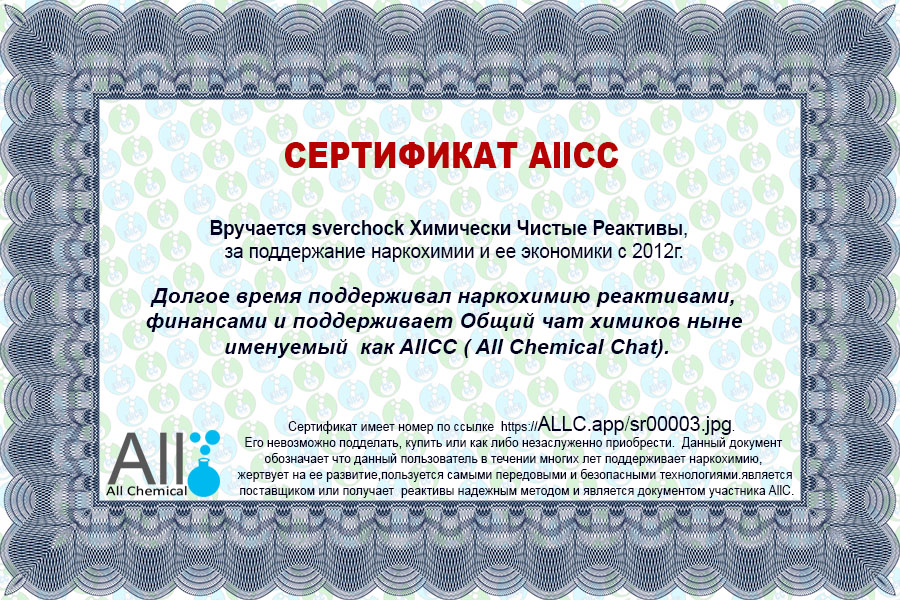 СЕРТИФИКАТ AllCC
Вручается sverchock Химически Чистые Реактивы,
за поддержание наркохимии и ее экономики с 2012г.
Долгое время поддерживал наркохимию реактивами,
финансами и поддерживает Общий чат химиков ныне
именуемый как AllCC ( All Chemical Chat).
Сертификат имеет номер по ссылке https://ALLC.app/sr00003.jpg.
Его невозможно подделать, купить или как либо незаслуженно приобрести. Данный документ
обозначает что данный пользователь в течении многих лет поддерживает наркохимию,
жертвует на ее развитие,пользуется самыми передовыми и безопасными технологиями.является
поставщиком или получает реактивы надежным методом и является документом участника AllC.
All
All Chemical